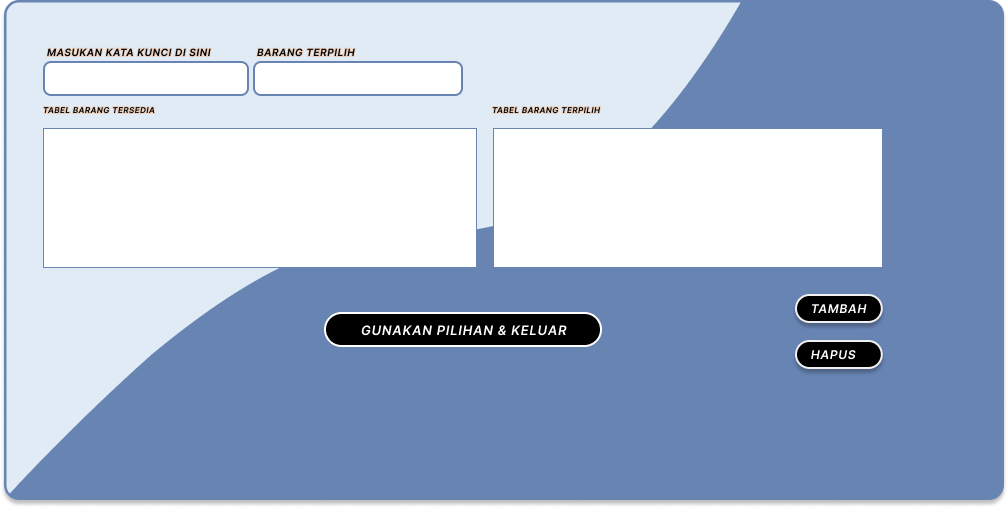 MASUKAN KATA KUNCI DI SINI
BARANG TERPILIH
TABEL BARANG TERSEDIA
TABEL BARANG TERPILIH
TAMBAH
GUNAKAN PILIHAN & KELUAR
HAPUS